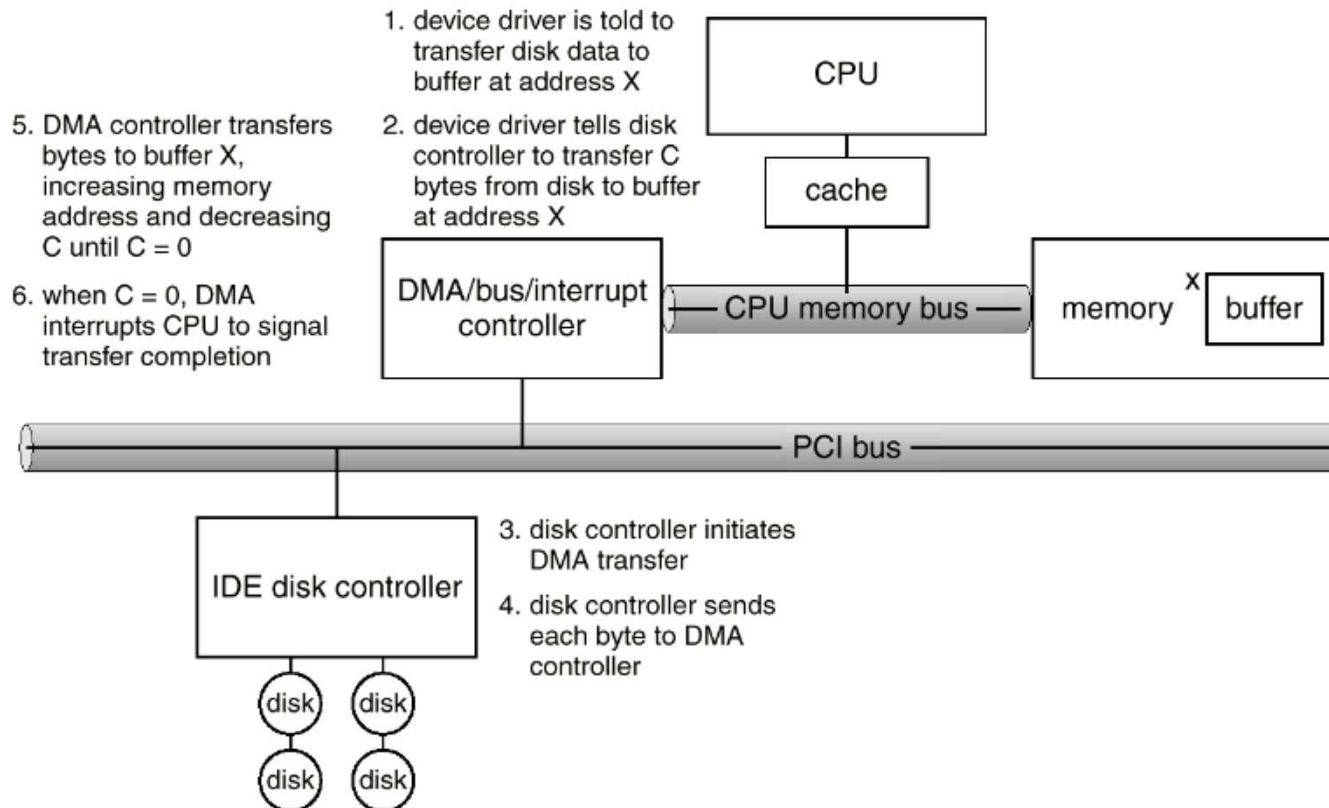 1. device driver is told to
transfer disk data to
buffer at address X
2. device driver tells disk
controller to transfer C
bytes from disk to buffer
at address X
5. DMA controller transfers
bytes to buffer X,
increasing memory
address and decreasing
C until C = 0
6. when C = 0, DMA
interrupts CPU to signal
transfer completion
CPU
cache
DMA/bus/interrupt
controller
CPU memory bus
memory
x
buffer
PCI bus
IDE disk controller
3. disk controller initiates
DMA transfer
4. disk controller sends
each byte to DMA
controller
disk
disk
disk
disk